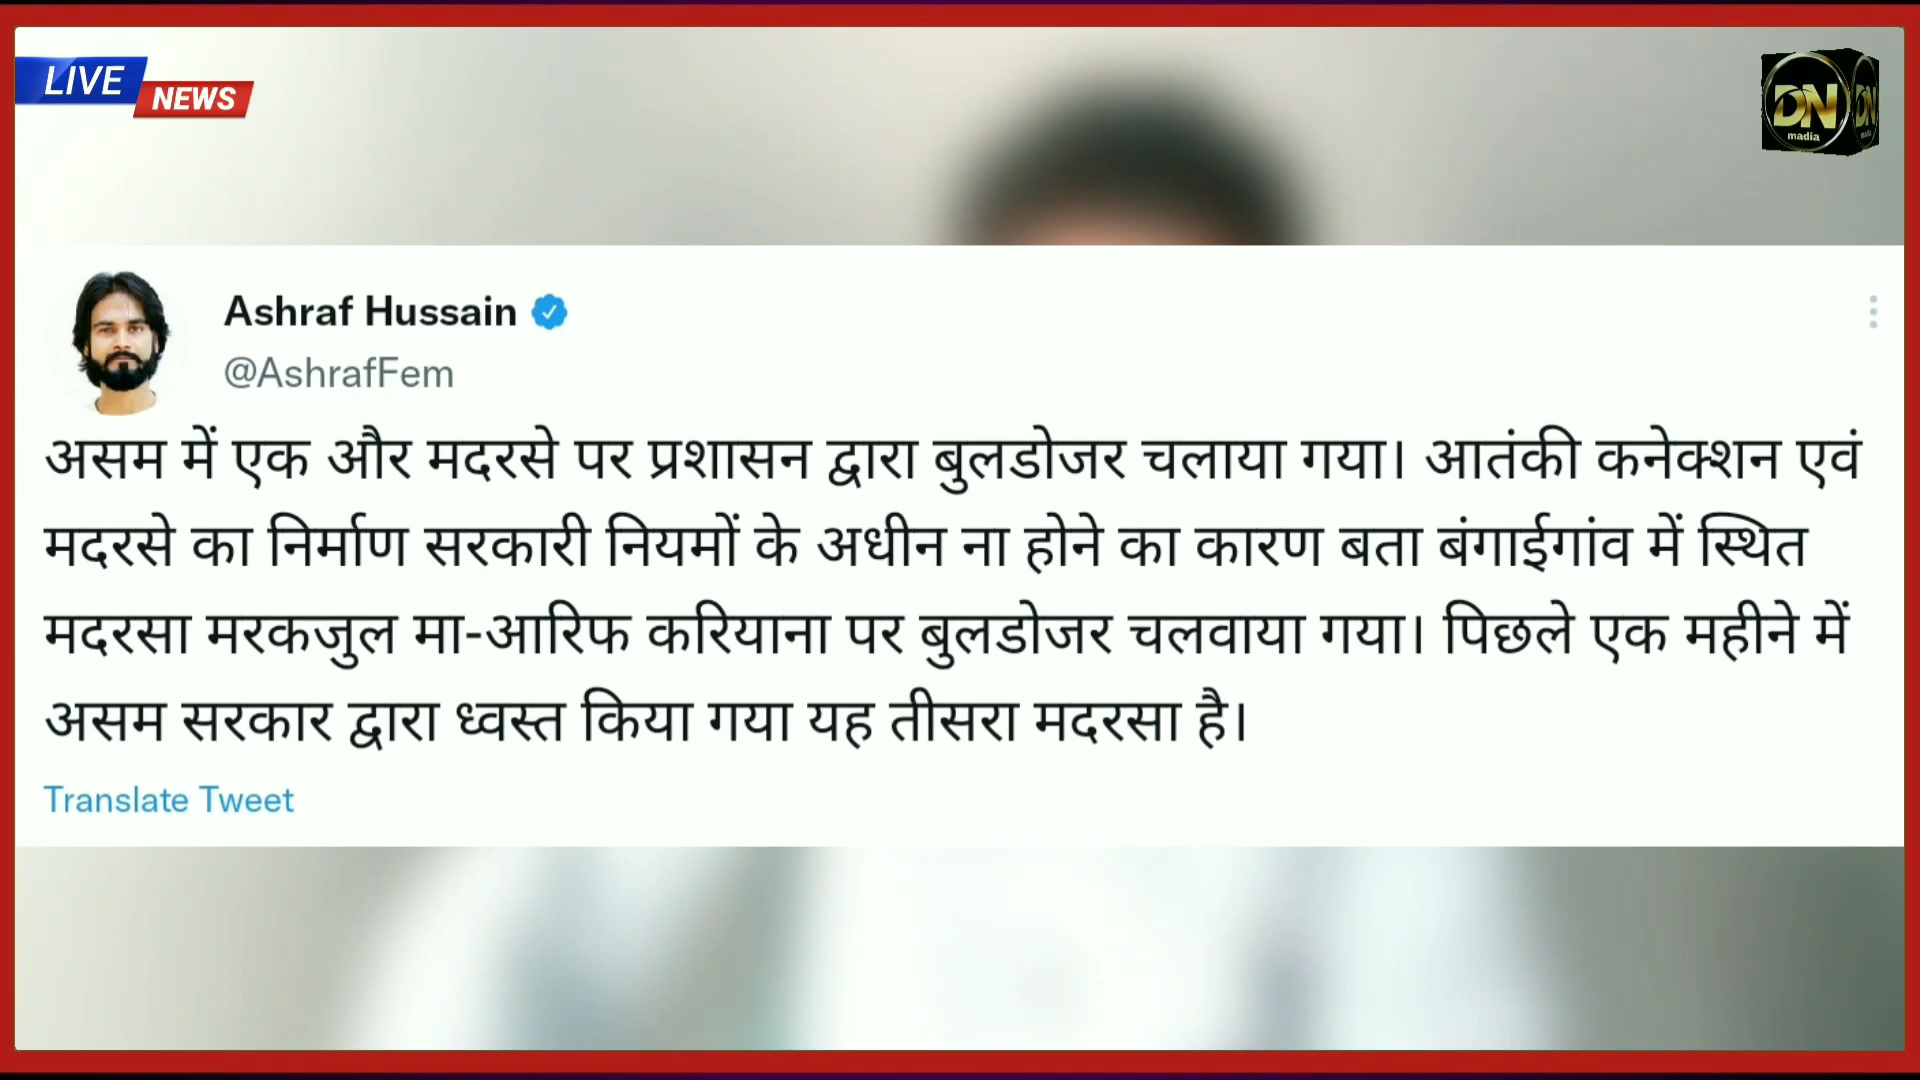 LIVE
NEWS
DN
madia
Ashraf Hussain
@AshrafFem
असम में एक और मदरसे पर प्रशासन द्वारा बुलडोजर चलाया गया। आतंकी कनेक्शन एवं
मदरसे का निर्माण सरकारी नियमों के अधीन ना होने का कारण बता बंगाईगांव में स्थित
मदरसा मरकजुल मा-आरिफ करियाना पर बुलडोजर चलवाया गया। पिछले एक महीने में
असम सरकार द्वारा ध्वस्त किया गया यह तीसरा मदरसा है।
Translate Tweet